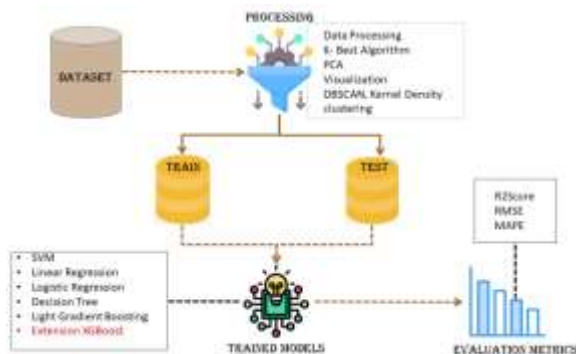 PROCESSING
Data Processing
K- Best Algorithm
PCA
Visualization
DBSCAN, Kernel Density
clustering
DATASET
TRAIN
TEST
R2Score
RMSE
MAPE
• SVM
• Linear Regression
• Logistic Regression
• Decision Tree
• Light Gradient Boosting
• Extension XGBoost
TRAINED MODELS
EVALUATION METRICS